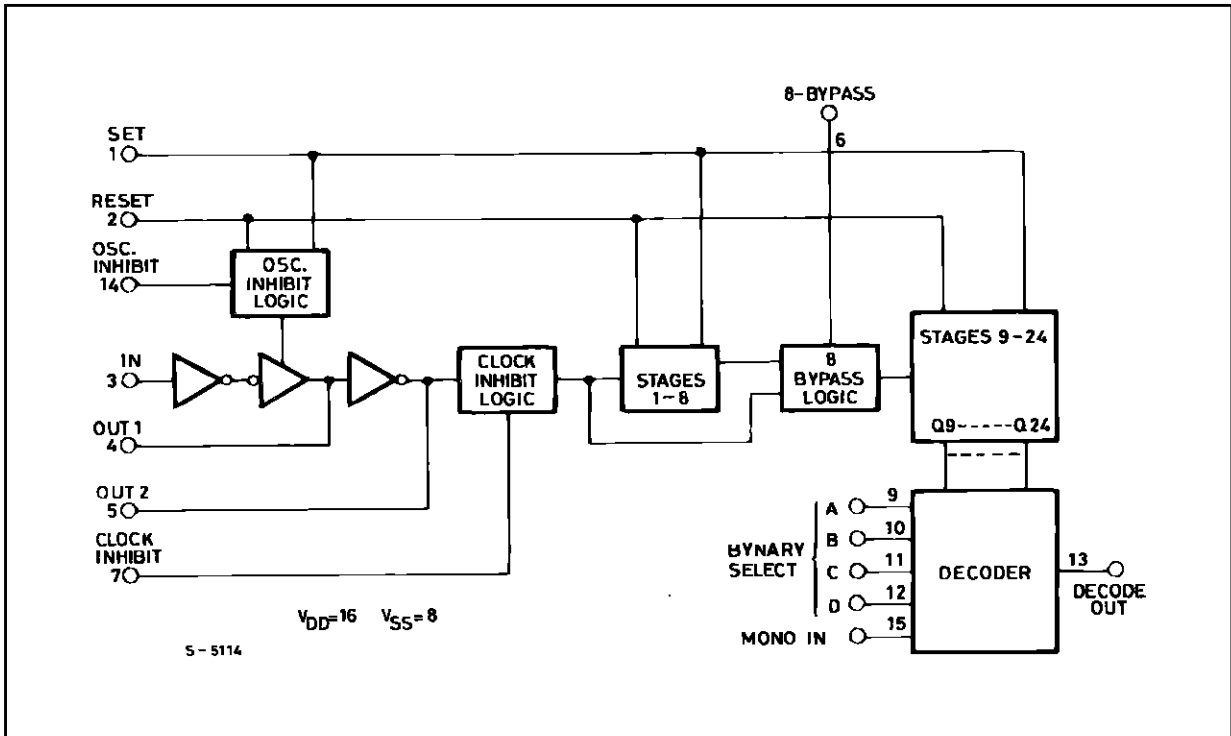 8-BYPASS
6
SET
1
RESET
2
OSC.
INHIBIT
14
OSC.
INHIBIT
LOGIC
IN
3
OUT 1
4
OUT 2
5
CLOCK
INHIBIT
7
CLOCK
INHIBIT
LOGIC
STAGES
1-8
8
BYPASS
LOGIC
STAGES 9-24
Q9-----Q24
BYNARY
SELECT
A
9
B
10
C
11
D
12
MONO IN
15
DECODER
13
DECODE
OUT
VDD=16 VSS=8
S-5114